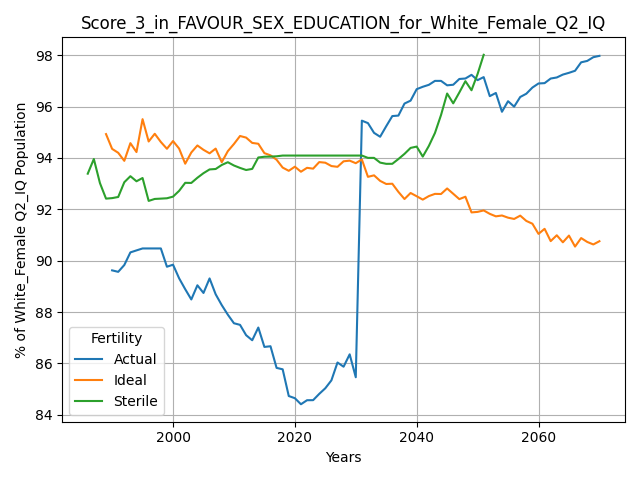 Score_3_in_FAVOUR_SEX_EDUCATION_for_White_Female_Q2_IQ
% of White_Female Q2_IQ Population
98
96
94
92
90
88
86
84
Fertility
Actual
Ideal
Sterile
2000 2020 2040 2060
Years